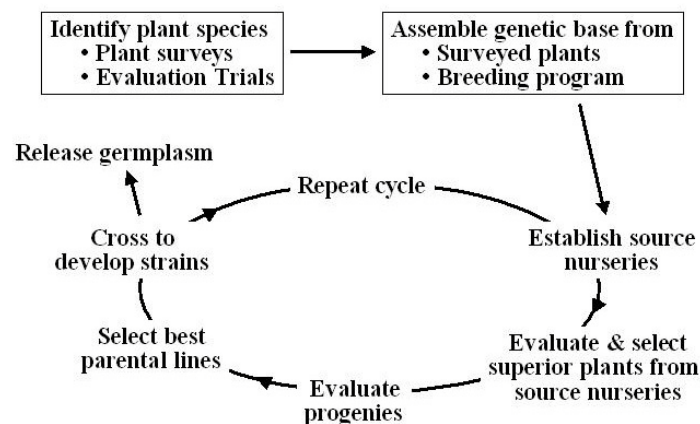 Identify plant species
• Plant surveys
• Evaluation Trials
Assemble genetic base from
• Surveyed plants
• Breeding program
Release germplasm
Repeat cycle
Cross to
develop strains
Establish source
nurseries
Select best
parental lines
Evaluate & select
superior plants from
source nurseries
Evaluate
progenies